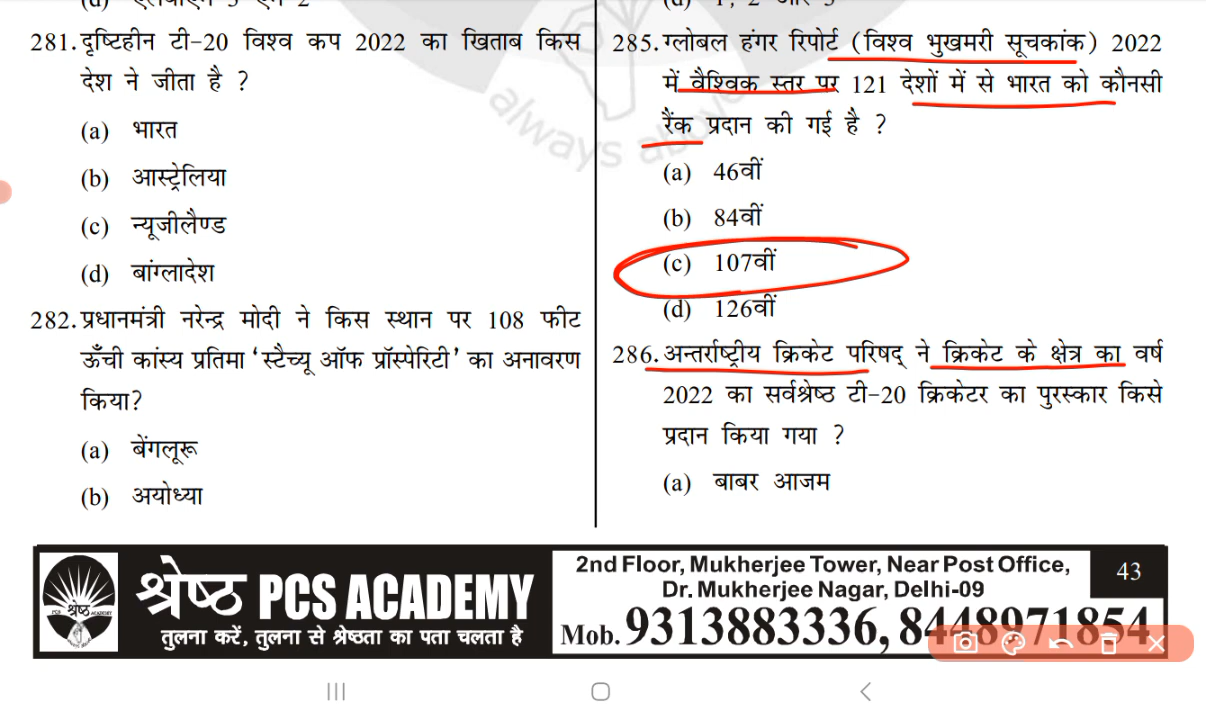 281. दृष्टिहीन टी-20 विश्व कप 2022 का खिताब किस
देश ने जीता है ?
(a) भारत
(b) आस्ट्रेलिया
(c) न्यूजीलैण्ड
(d) बांग्लादेश
282. प्रधानमंत्री नरेन्द्र मोदी ने किस स्थान पर 108 फीट
ऊँची कांस्य प्रतिमा ‘स्टैच्यू ऑफ प्रॉस्पेरिटी’ का अनावरण
किया?
(a) बेंगलूरू
(b) अयोध्या
285. ग्लोबल हंगर रिपोर्ट (विश्व भुखमरी सूचकांक) 2022
में वैश्विक स्तर पर 121 देशों में से भारत को कौनसी
रैंक प्रदान की गई है ?
(a) 46वीं
(b) 84वीं
(c) 107वीं
(d) 126वीं
286. अन्तर्राष्ट्रीय क्रिकेट परिषद् ने क्रिकेट के क्षेत्र का वर्ष
2022 का सर्वश्रेष्ठ टी-20 क्रिकेटर का पुरस्कार किसे
प्रदान किया गया ?
(a) बाबर आजम
always
श्रेष्ठ PCS ACADEMY
तुलना करें, तुलना से श्रेष्ठता का पता चलता है
2nd Floor, Mukherjee Tower, Near Post Office,
Dr. Mukherjee Nagar, Delhi-09
Mob. 9313883336, 8448971854
43